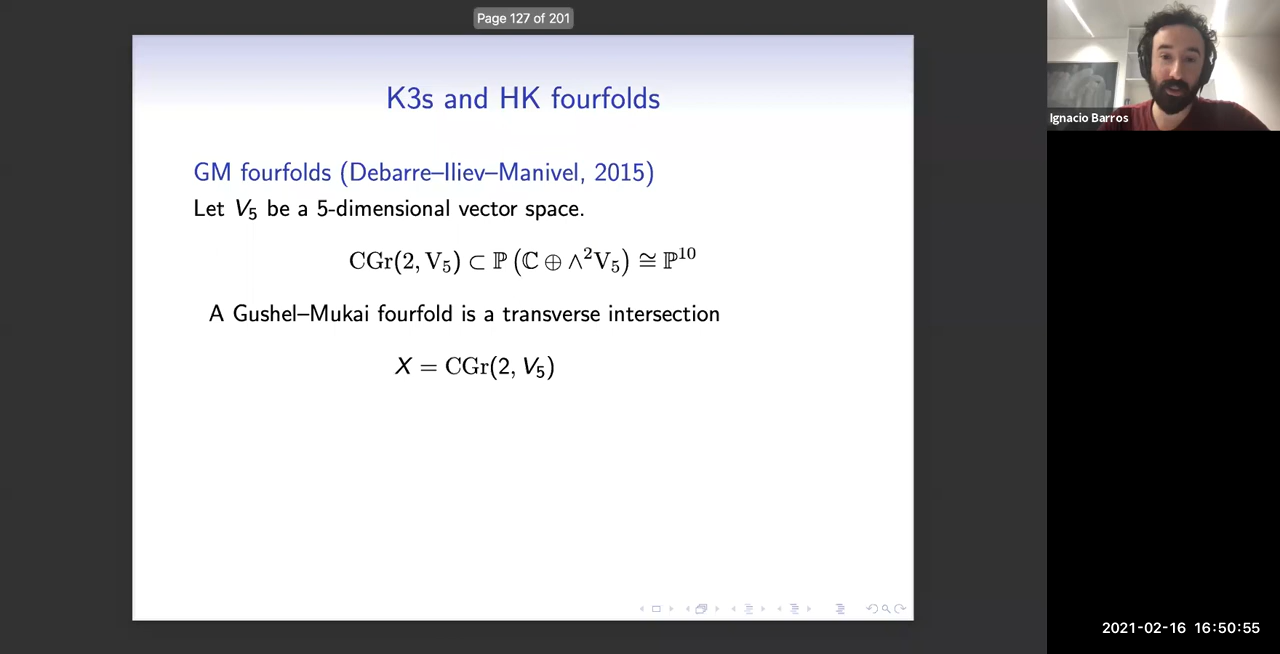 Page 127 of 201
K3s and HK fourfolds
GM fourfolds (Debarre–Iliev–Manivel, 2015)
Let V₅ be a 5-dimensional vector space.
CGr(2, V₅) ⊂ ℙ (ℂ ⊕ ∧²V₅) ≅ ℙ¹⁰
A Gushel–Mukai fourfold is a transverse intersection
X = CGr(2, V₅)
Ignacio Barros
2021-02-16 16:50:55